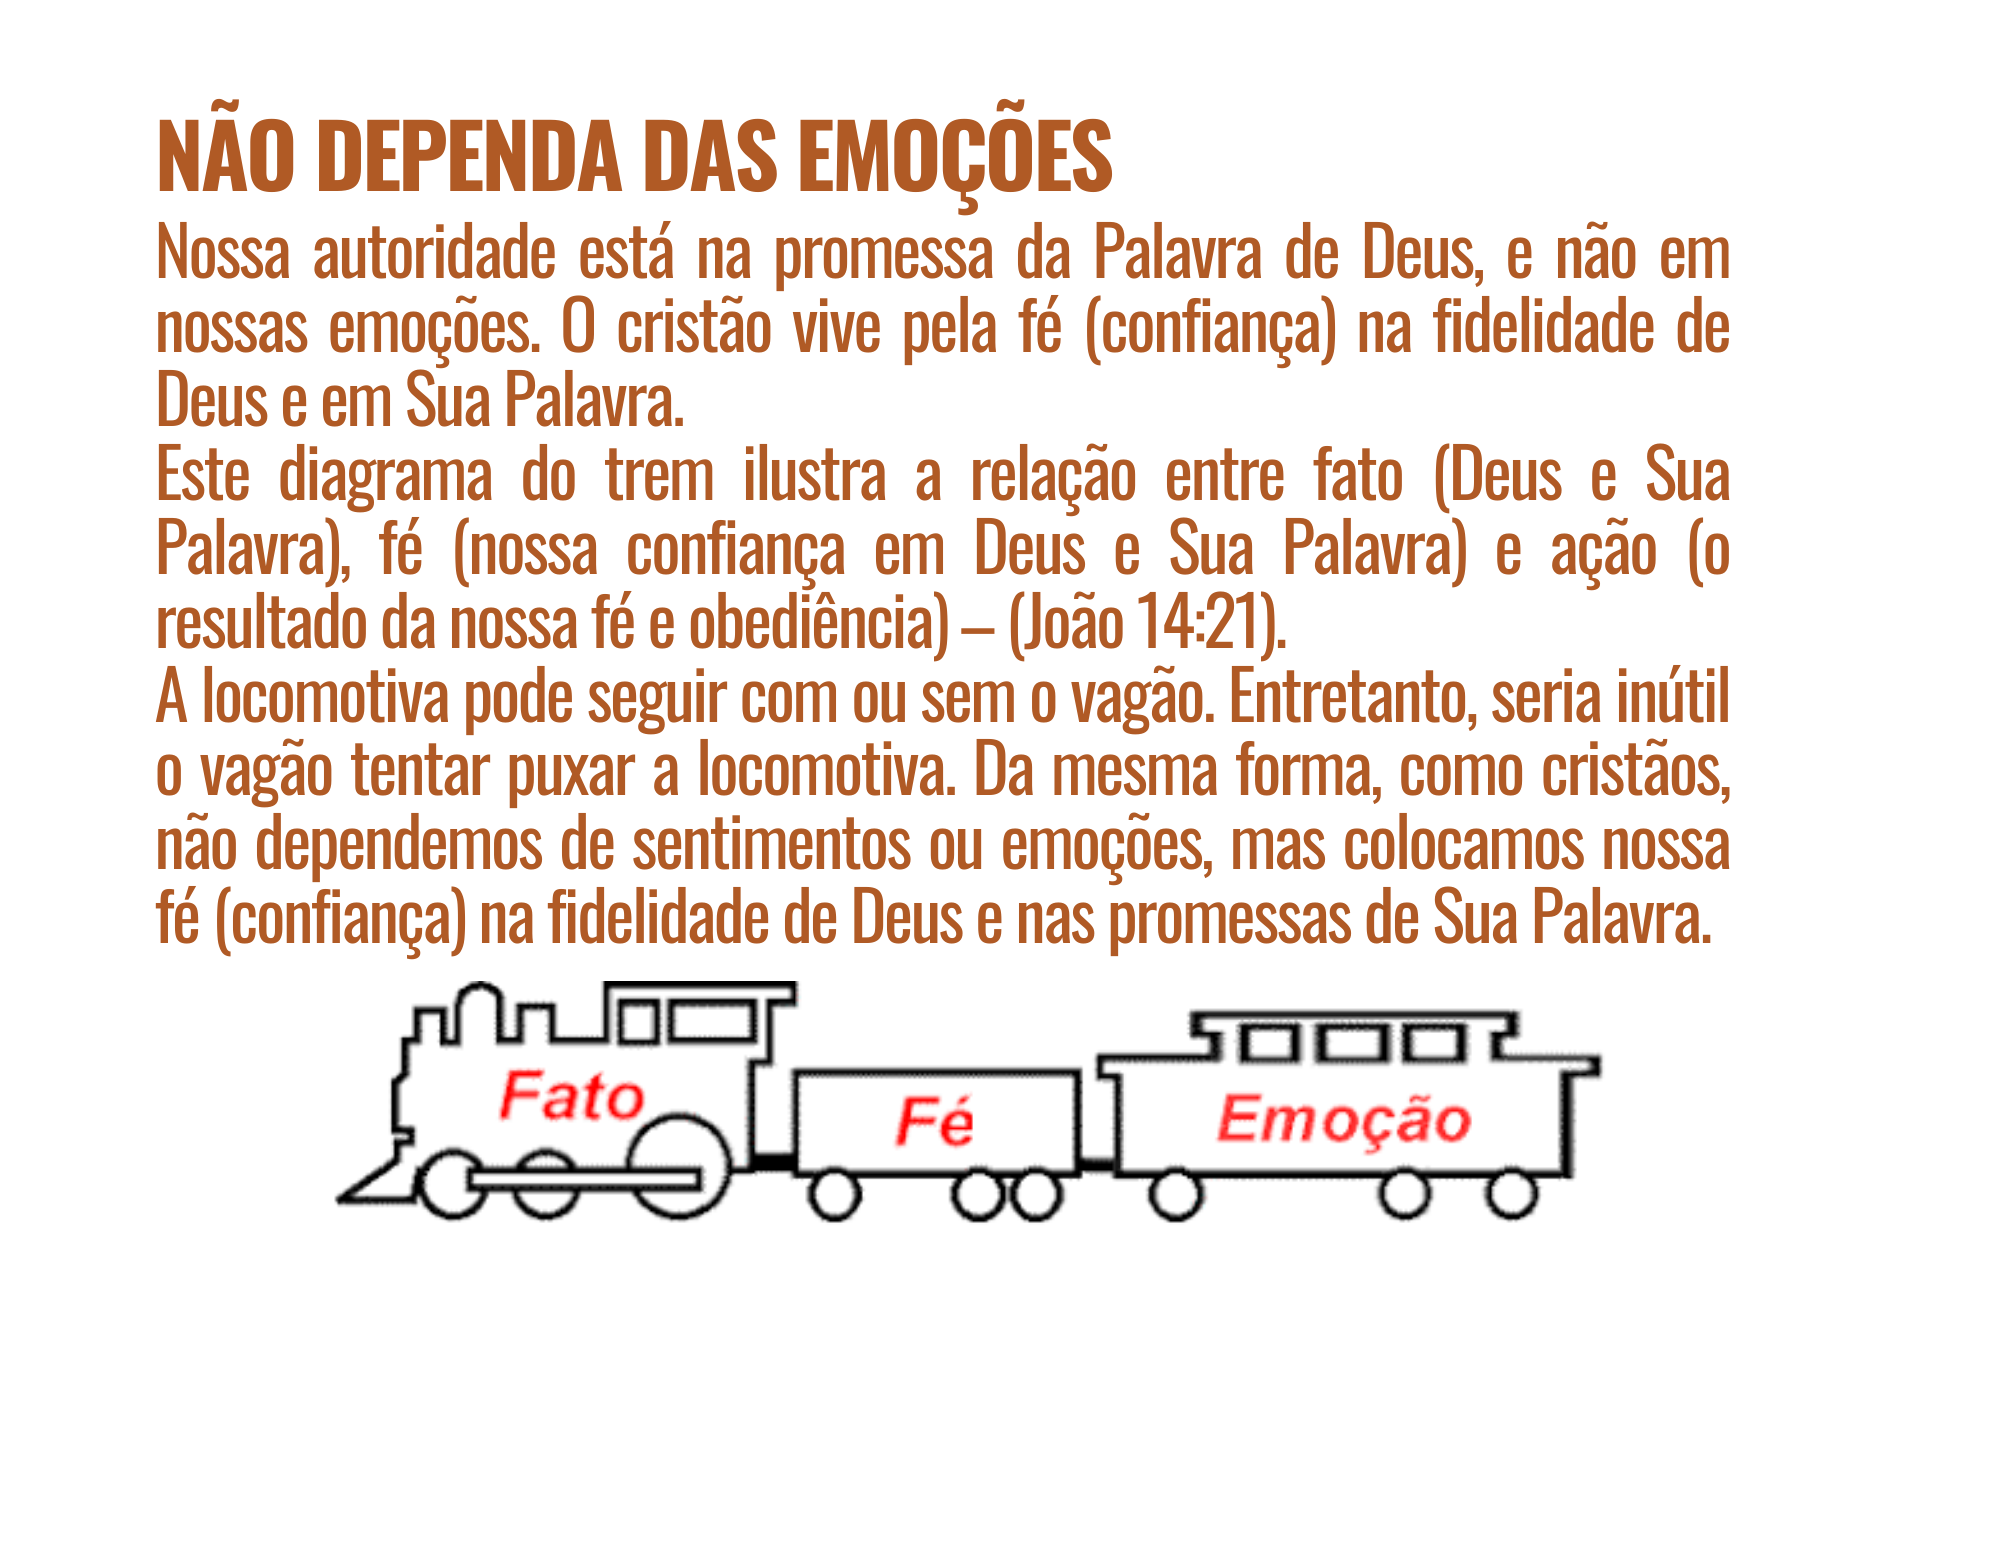 NÃO DEPENDA DAS EMOÇÕES
Nossa autoridade está na promessa da Palavra de Deus, e não em
nossas emoções. O cristão vive pela fé (confiança) na fidelidade de
Deus e em Sua Palavra.
Este diagrama do trem ilustra a relação entre fato (Deus e Sua
Palavra), fé (nossa confiança em Deus e Sua Palavra) e ação (o
resultado da nossa fé e obediência) – (João 14:21).
A locomotiva pode seguir com ou sem o vagão. Entretanto, seria inútil
o vagão tentar puxar a locomotiva. Da mesma forma, como cristãos,
não dependemos de sentimentos ou emoções, mas colocamos nossa
fé (confiança) na fidelidade de Deus e nas promessas de Sua Palavra.
Fato
Fé
Emoção